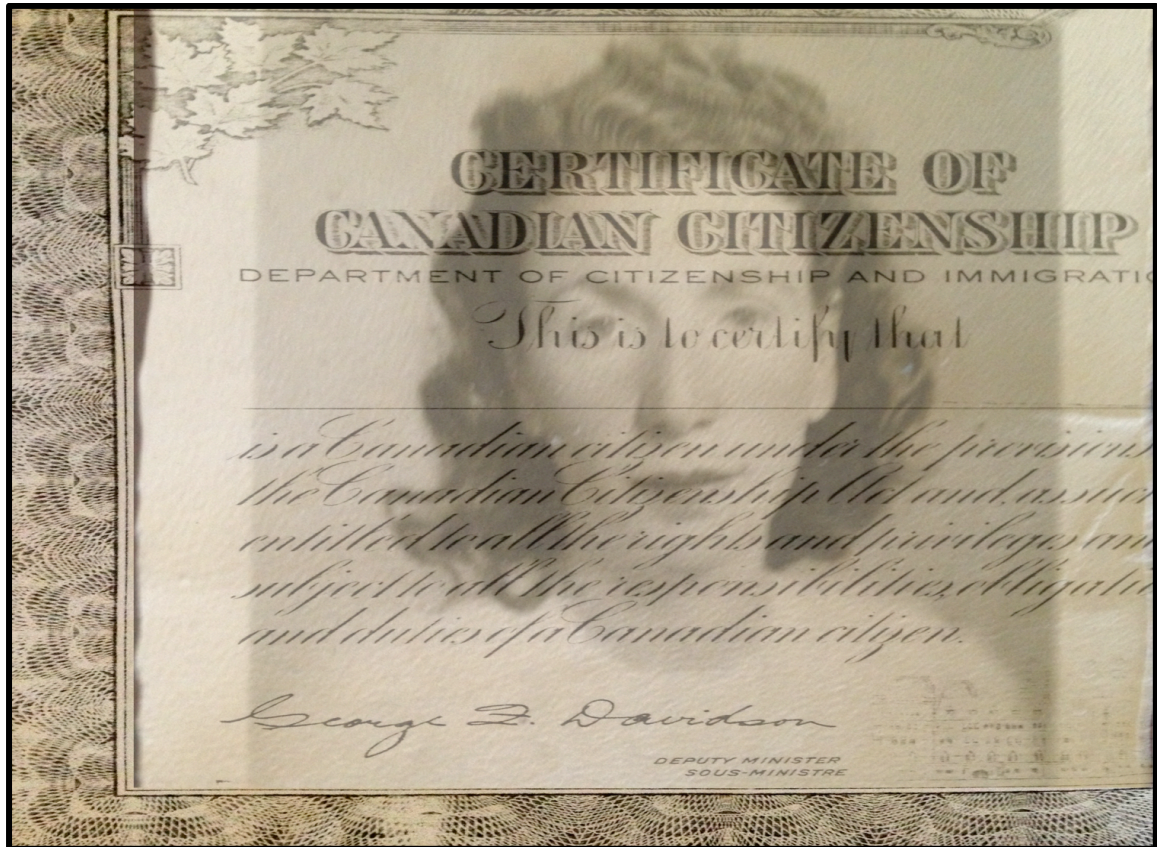 CERTIFICATE OF
CANADIAN CITIZENSHIP
DEPARTMENT OF CITIZENSHIP AND IMMIGRATIO
This is to certify that
is a Canadian citizen under the provisions
the Canadian Citizenship Act and, as such
entitled to all the rights and privileges an
subject to all the responsibilities, obligatio
and duties of a Canadian citizen.
George F. Davidson
DEPUTY MINISTER
SOUS-MINISTRE